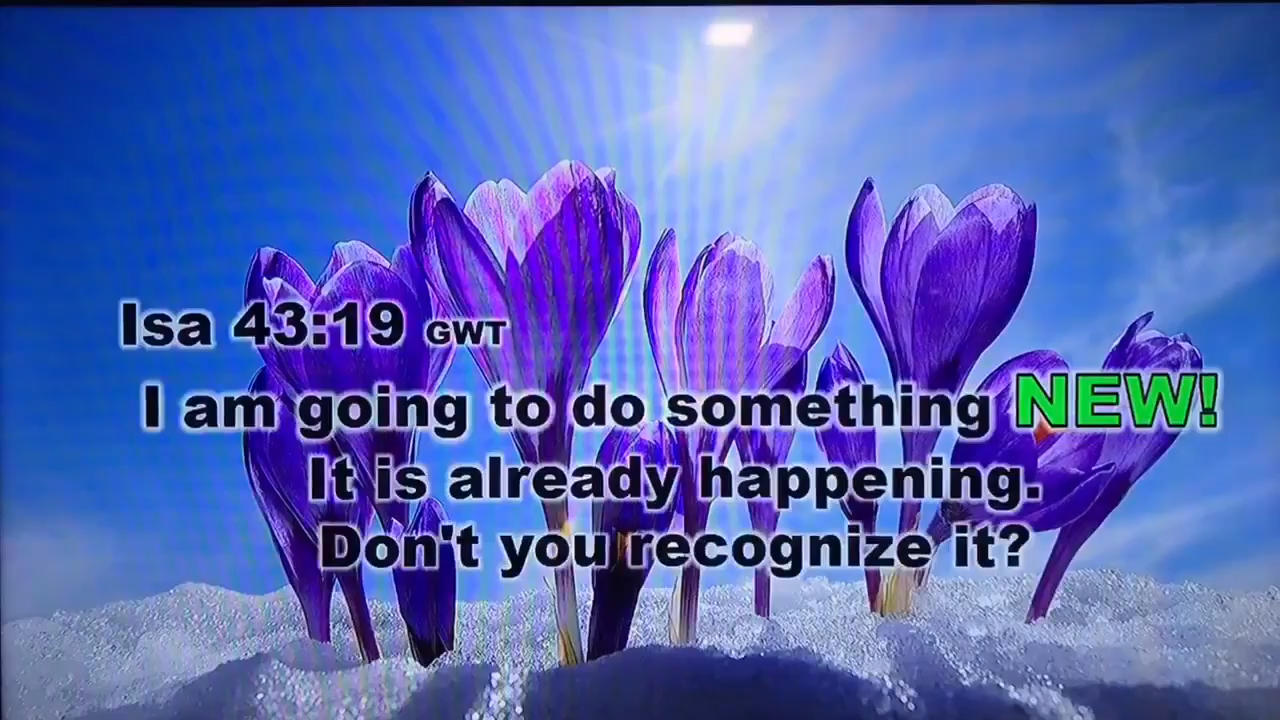 Isa 43:19 GWT
I am going to do something NEW!
It is already happening.
Don't you recognize it?